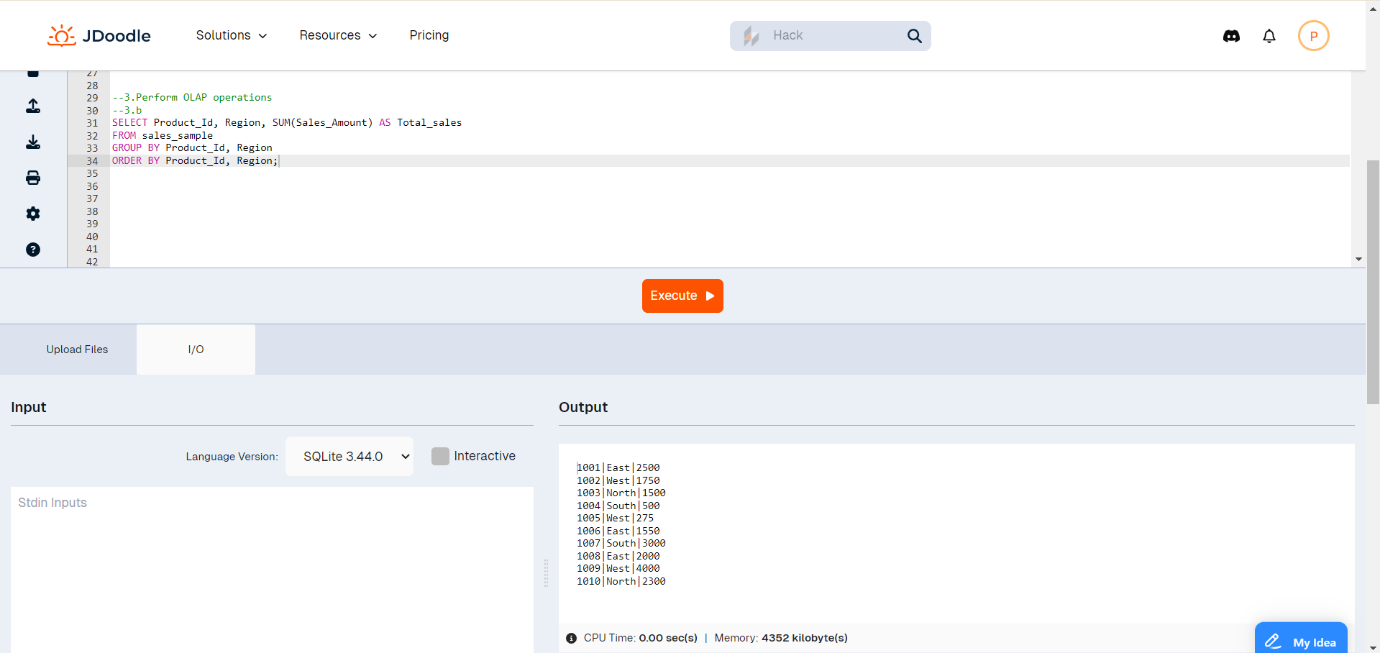 JDoodle
Solutions
Resources
Pricing
Hack
P
27
28
29 --3.Perform OLAP operations
30 --3.b
31 SELECT Product_Id, Region, SUM(Sales_Amount) AS Total_sales
32 FROM sales_sample
33 GROUP BY Product_Id, Region
34 ORDER BY Product_Id, Region;
35
36
37
38
39
40
41
42
Execute
Upload Files
I/O
Input
Output
Language Version:
SQLite 3.44.0
Interactive
Stdin Inputs
1001|East|2500
1002|West|1750
1003|North|1500
1004|South|500
1005|West|275
1006|East|1550
1007|South|3000
1008|East|2000
1009|West|4000
1010|North|2300
CPU Time: 0.00 sec(s) | Memory: 4352 kilobyte(s)
My Idea